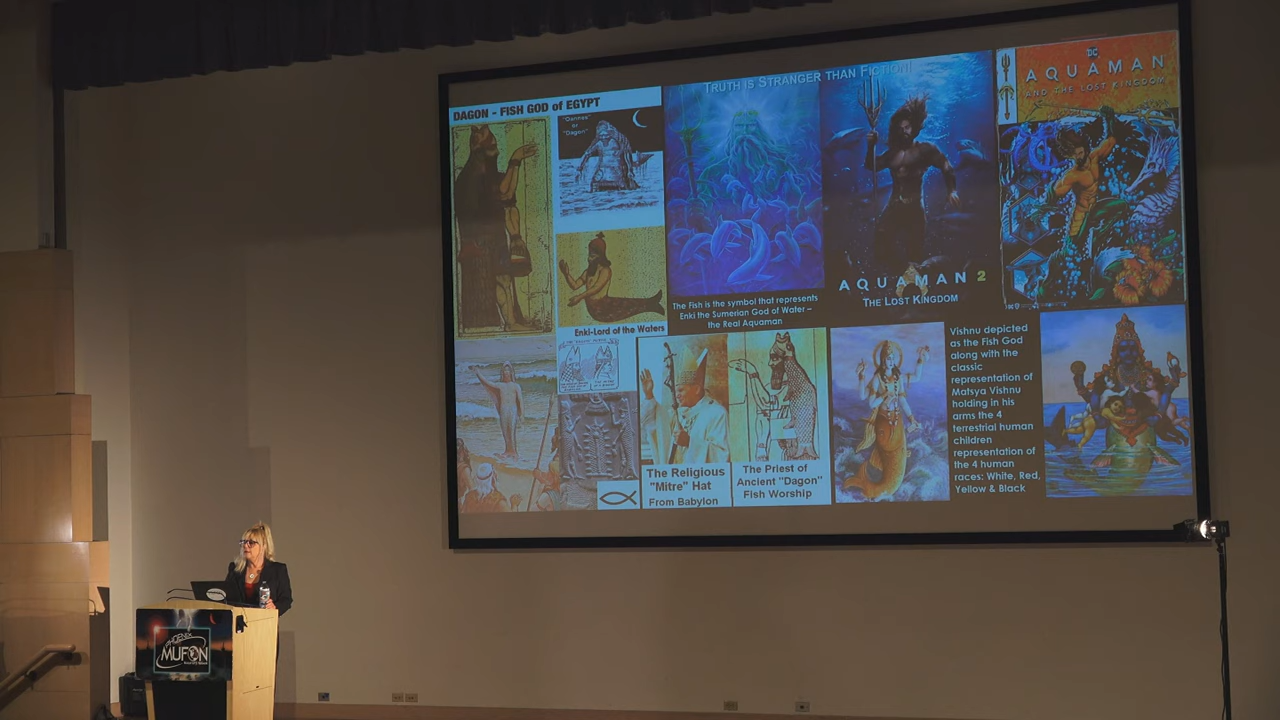 TRUTH IS STRANGER THAN FICTION!
DAGON - FISH GOD of EGYPT
"Oannes"
or
"Dagon"
Enki-Lord of the Waters
The Fish is the symbol that represents
Enki the Sumerian God of Water –
the Real Aquaman
AQUAMAN 2
THE LOST KINGDOM
DC
AQUAMAN
AND THE LOST KINGDOM
The Religious
"Mitre" Hat
From Babylon
The Priest of
Ancient "Dagon"
Fish Worship
Vishnu depicted
as the Fish God
along with the
classic
representation of
Matsya Vishnu
holding in his
arms the 4
terrestrial human
children
representation of
the 4 human
races: White, Red,
Yellow & Black
PHOENIX
MUFON